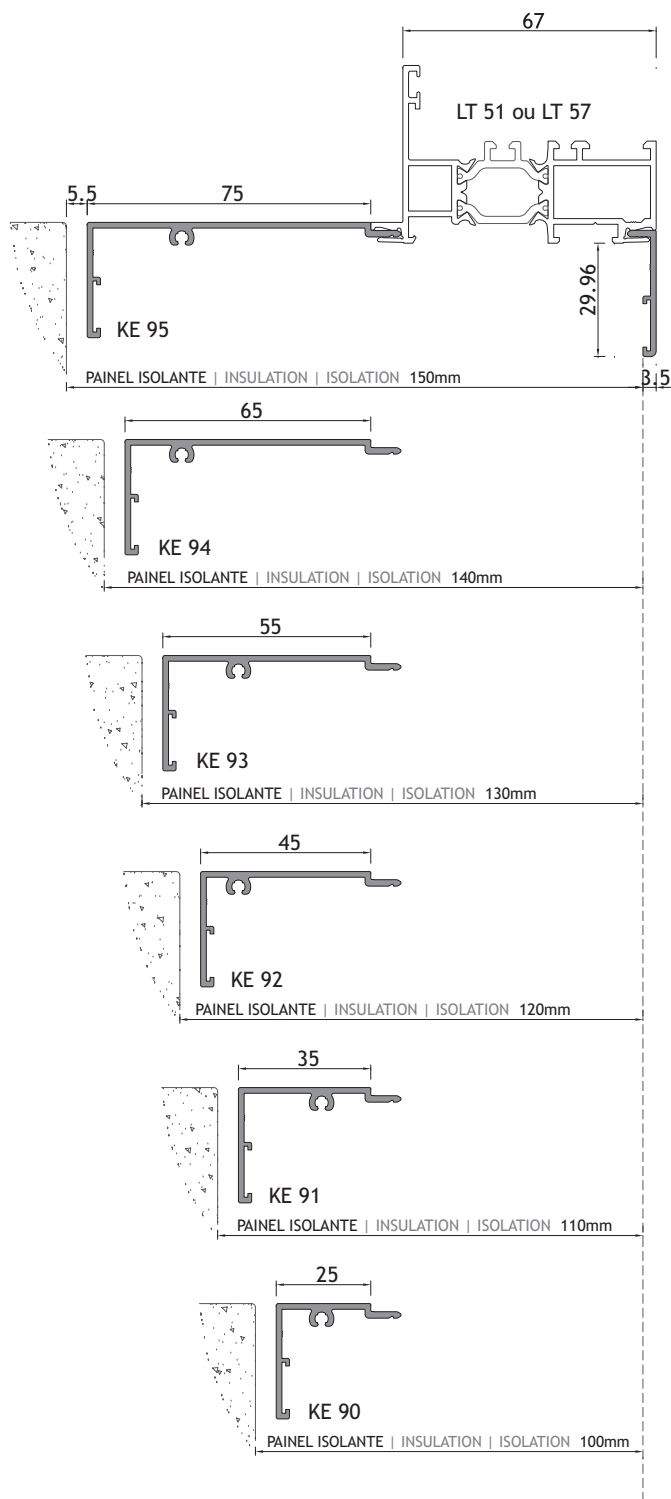 67
LT 51 ou LT 57
5.5
75
29.96
KE 95
PAINEL ISOLANTE | INSULATION | ISOLATION 150mm
3.5
65
KE 94
PAINEL ISOLANTE | INSULATION | ISOLATION 140mm
55
KE 93
PAINEL ISOLANTE | INSULATION | ISOLATION 130mm
45
KE 92
PAINEL ISOLANTE | INSULATION | ISOLATION 120mm
35
KE 91
PAINEL ISOLANTE | INSULATION | ISOLATION 110mm
25
KE 90
PAINEL ISOLANTE | INSULATION | ISOLATION 100mm